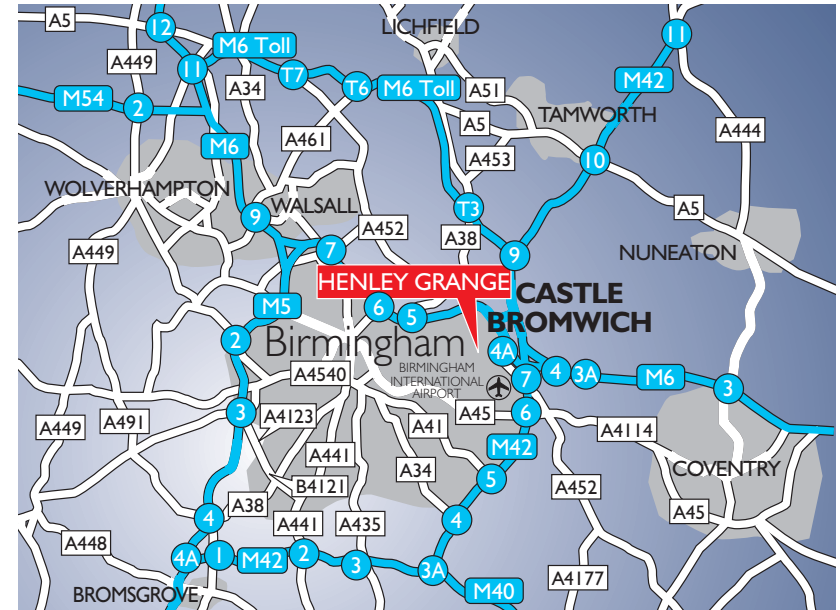 A5
12
LICHFIELD
11
A449
M6 Toll
11
T7
T6
M6 Toll
A51
M42
M54
2
A34
TAMWORTH
A5
A444
A461
M6
A453
10
WOLVERHAMPTON
WALSALL
9
T3
A5
A452
A38
A449
7
9
NUNEATON
HENLEY GRANGE
CASTLE
BROMWICH
M5
6
5
2
Birmingham
4A
BIRMINGHAM
INTERNATIONAL
AIRPORT
A4540
7
4
3A
M6
3
3
A4123
A45
6
A449
A491
A41
A4114
A441
M42
A34
COVENTRY
B4121
5
A452
A38
A45
4
A441
A435
4
A448
4A
1
M42
2
3
3A
A4177
M40
BROMSGROVE